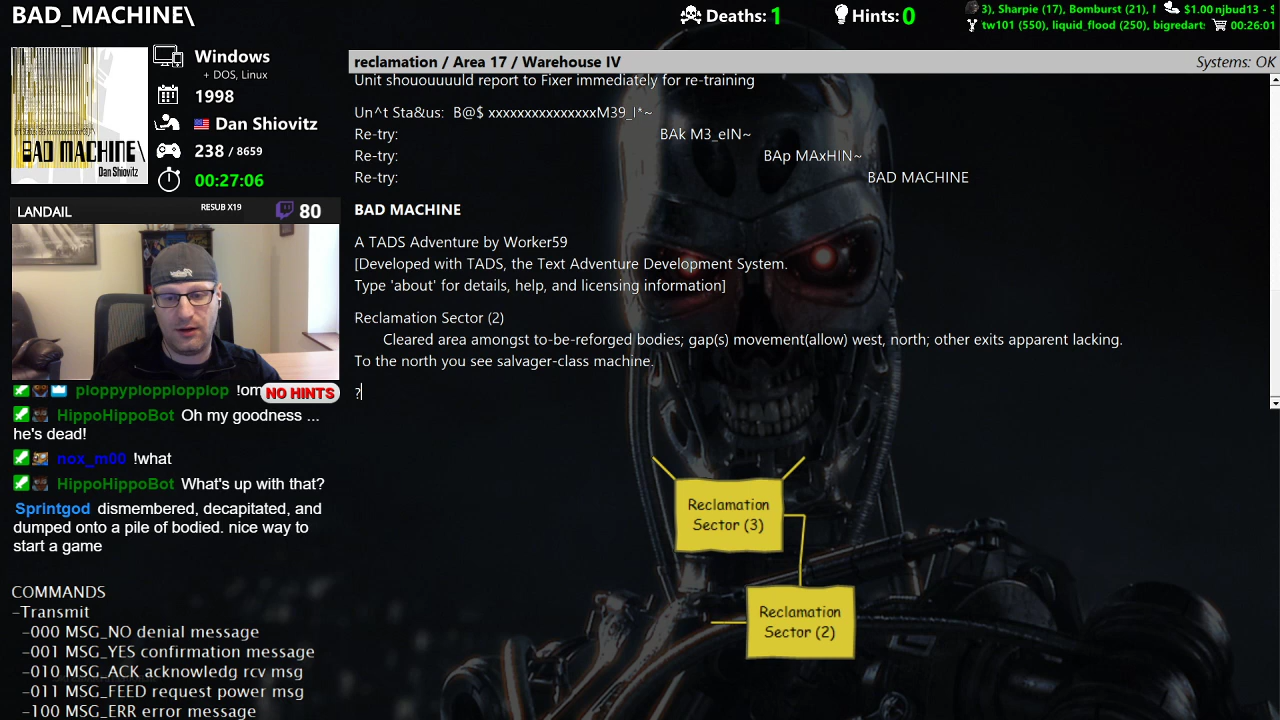 BAD_MACHINE\
Deaths: 1
Hints: 0
3), Sharpie (17), Bomburst (21), I
$1.00 njbud13 - $
tw101 (550), liquid_flood (250), bigredart
00:26:01
Windows
+ DOS, Linux
1998
Dan Shiovitz
238 / 8659
00:27:06
BAD MACHINE\
Dan Shiovitz
LANDAIL
RESUB X19
80
NO HINTS
ploppyplopplopplop !om
HippoHippoBot Oh my goodness ...
he's dead!
nox_m00 !what
HippoHippoBot What's up with that?
Sprintgod dismembered, decapitated, and
dumped onto a pile of bodied. nice way to
start a game
COMMANDS
-Transmit
-000 MSG_NO denial message
-001 MSG_YES confirmation message
-010 MSG_ACK acknowledg rcv msg
-011 MSG_FEED request power msg
-100 MSG_ERR error message
reclamation / Area 17 / Warehouse IV
Systems: OK
Unit shououuuuld report to Fixer immediately for re-training
Un^t Sta&us: B@$ xxxxxxxxxxxxxxxM39_!*~
Re-try: BAk M3_eIN~
Re-try: BAp MAxHIN~
Re-try: BAD MACHINE
BAD MACHINE
A TADS Adventure by Worker59
[Developed with TADS, the Text Adventure Development System.
Type 'about' for details, help, and licensing information]
Reclamation Sector (2)
Cleared area amongst to-be-reforged bodies; gap(s) movement(allow) west, north; other exits apparent lacking.
To the north you see salvager-class machine.
?
Reclamation
Sector (3)
Reclamation
Sector (2)